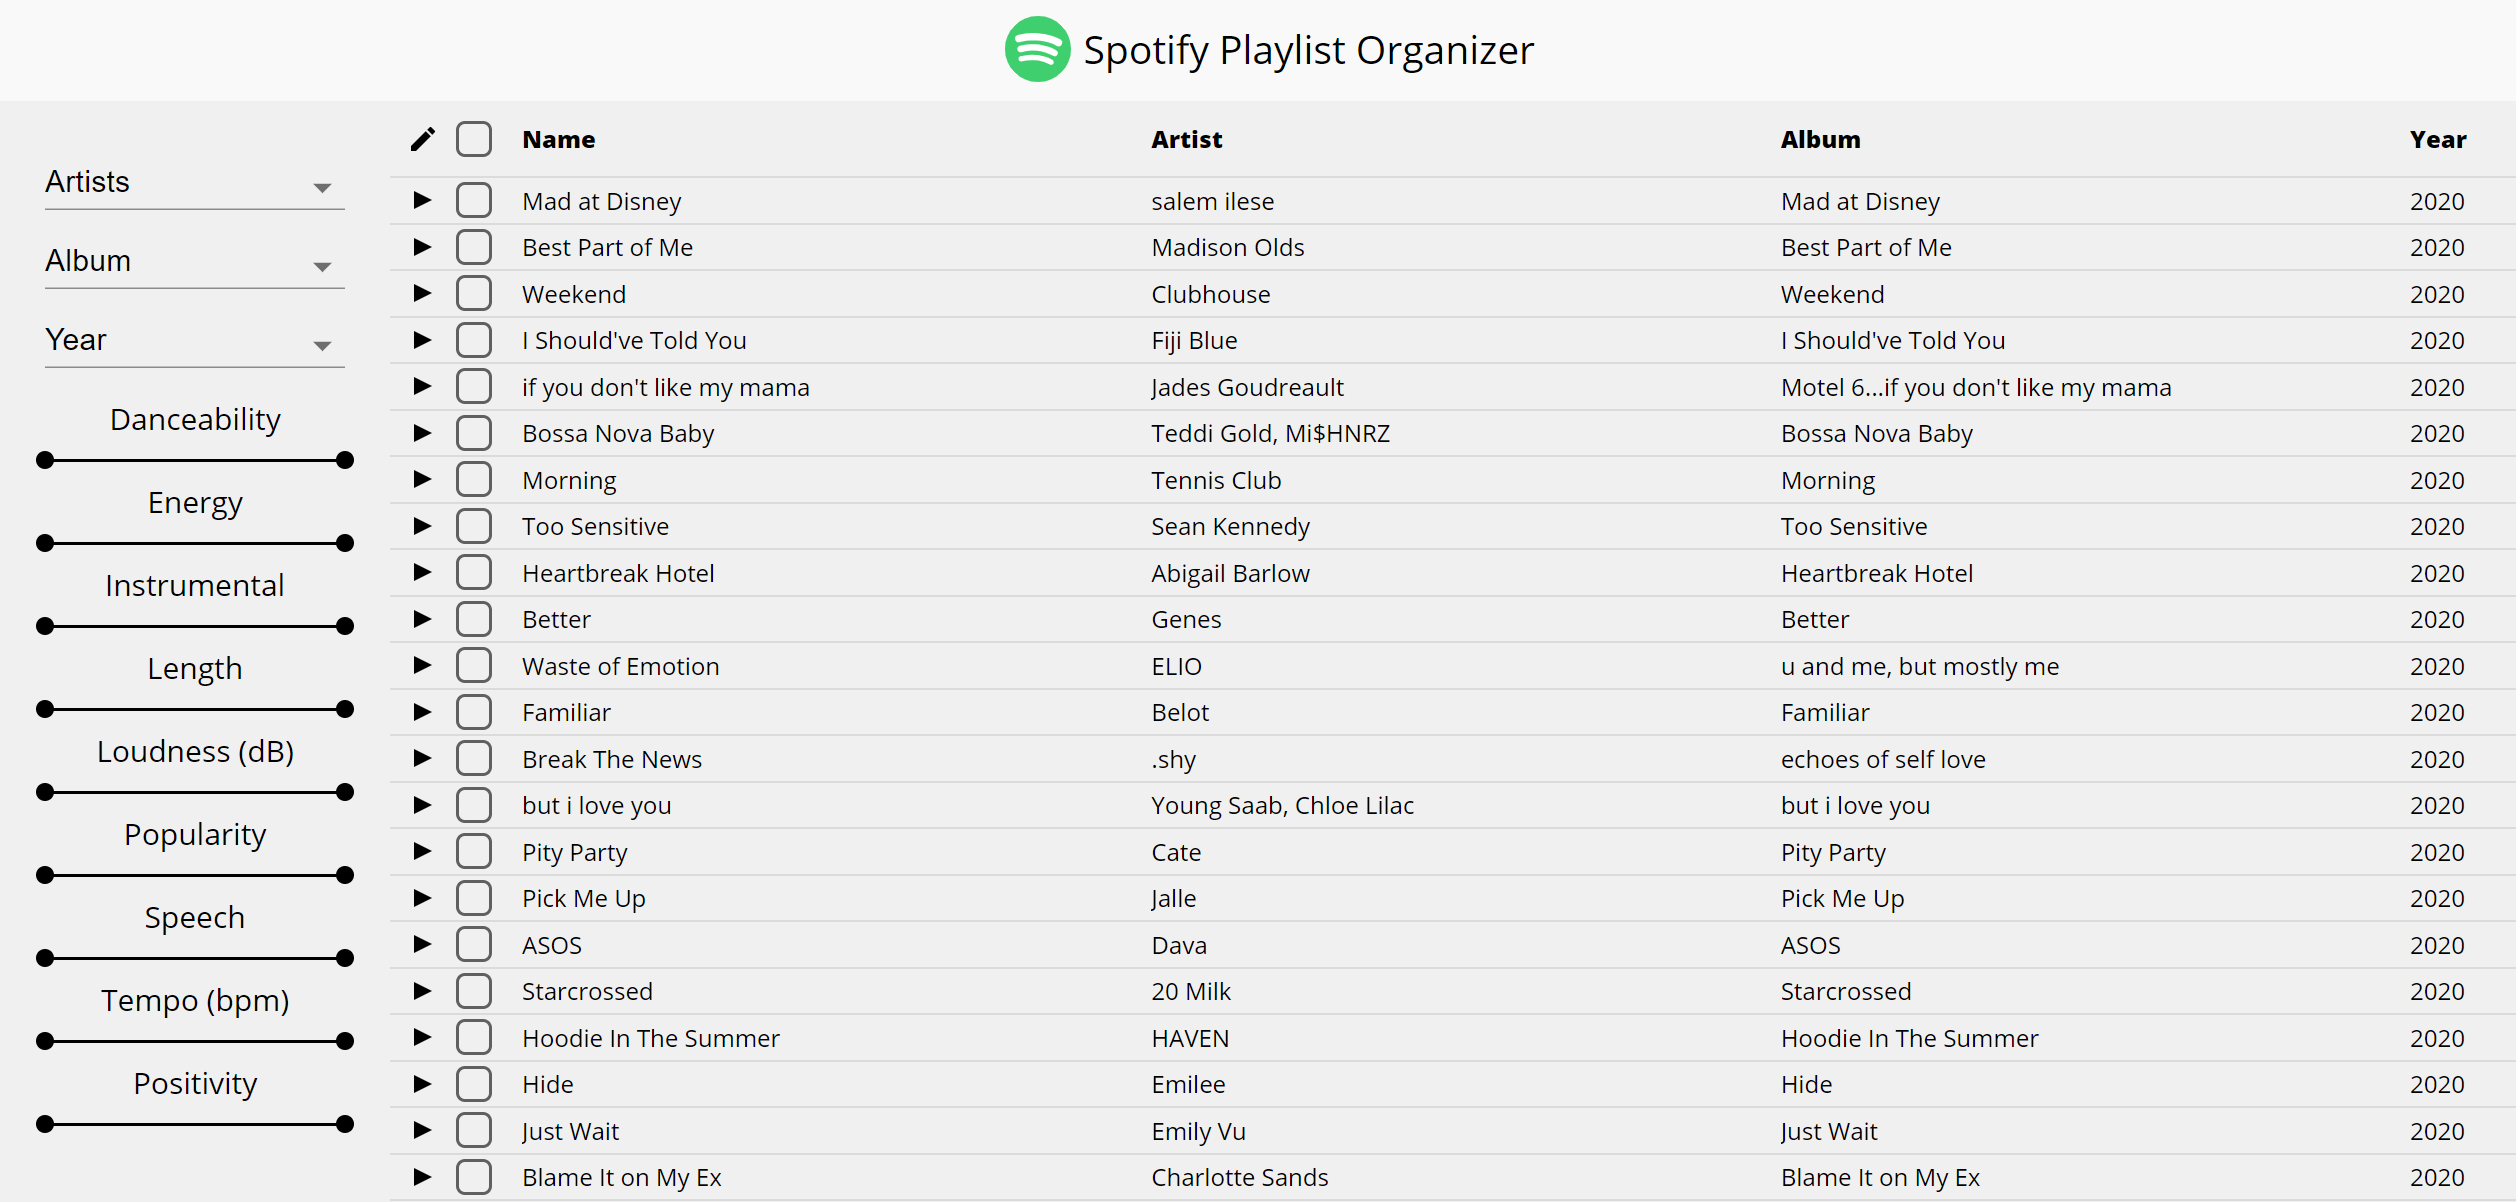 Spotify Playlist Organizer
Artists
Album
Year
Danceability
Energy
Instrumental
Length
Loudness (dB)
Popularity
Speech
Tempo (bpm)
Positivity
Name Artist Album Year
Mad at Disney salem ilese Mad at Disney 2020
Best Part of Me Madison Olds Best Part of Me 2020
Weekend Clubhouse Weekend 2020
I Should've Told You Fiji Blue I Should've Told You 2020
if you don't like my mama Jades Goudreault Motel 6...if you don't like my mama 2020
Bossa Nova Baby Teddi Gold, Mi$HNRZ Bossa Nova Baby 2020
Morning Tennis Club Morning 2020
Too Sensitive Sean Kennedy Too Sensitive 2020
Heartbreak Hotel Abigail Barlow Heartbreak Hotel 2020
Better Genes Better 2020
Waste of Emotion ELIO u and me, but mostly me 2020
Familiar Belot Familiar 2020
Break The News .shy echoes of self love 2020
but i love you Young Saab, Chloe Lilac but i love you 2020
Pity Party Cate Pity Party 2020
Pick Me Up Jalle Pick Me Up 2020
ASOS Dava ASOS 2020
Starcrossed 20 Milk Starcrossed 2020
Hoodie In The Summer HAVEN Hoodie In The Summer 2020
Hide Emilee Hide 2020
Just Wait Emily Vu Just Wait 2020
Blame It on My Ex Charlotte Sands Blame It on My Ex 2020